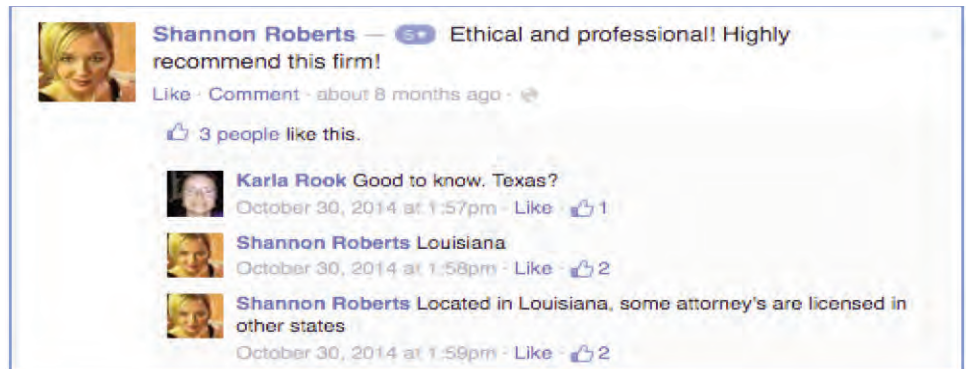 Shannon Roberts — 5★ Ethical and professional! Highly
recommend this firm!
Like · Comment · about 8 months ago ·
3 people like this.
Karla Rook Good to know. Texas?
October 30, 2014 at 1:57pm · Like · 1
Shannon Roberts Louisiana
October 30, 2014 at 1:58pm · Like · 2
Shannon Roberts Located in Louisiana, some attorney's are licensed in
other states
October 30, 2014 at 1:59pm · Like · 2